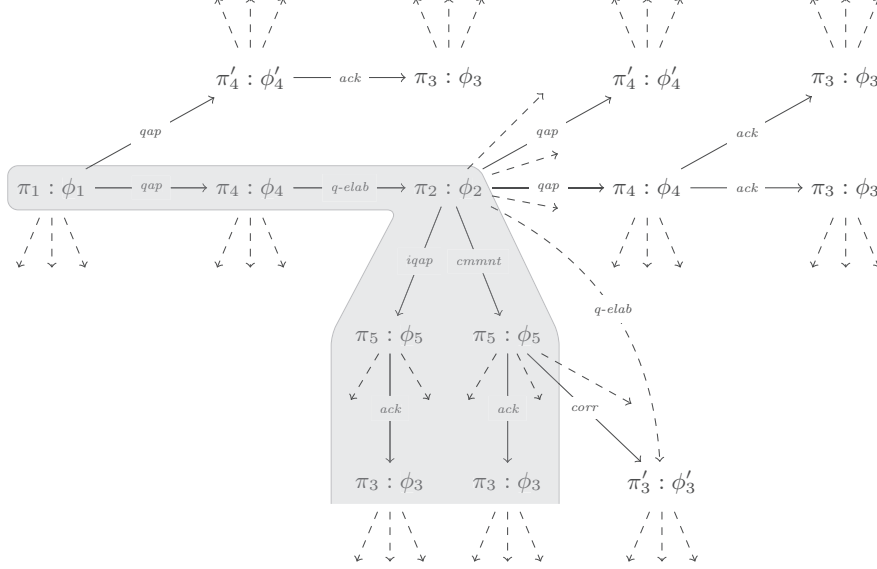 π′₄ : ϕ′₄ ack π₃ : ϕ₃ π′₄ : ϕ′₄ π₃ : ϕ₃
qap qap ack
π₁ : ϕ₁ qap π₄ : ϕ₄ q-elab π₂ : ϕ₂ qap π₄ : ϕ₄ ack π₃ : ϕ₃
iqap cmmnt
q-elab
π₅ : ϕ₅ π₅ : ϕ₅
ack ack corr
π₃ : ϕ₃ π₃ : ϕ₃ π′₃ : ϕ′₃